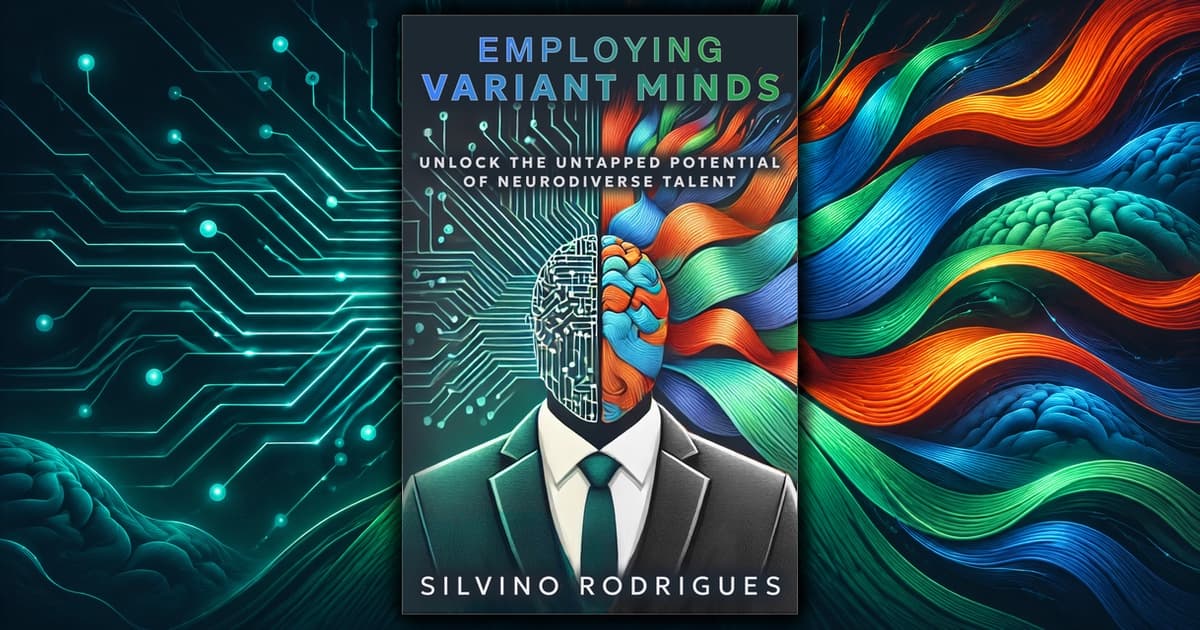 EMPLOYING
VARIANT MINDS
UNLOCK THE UNTAPPED POTENTIAL
OF NEURODIVERSE TALENT
SILVINO RODRIGUES